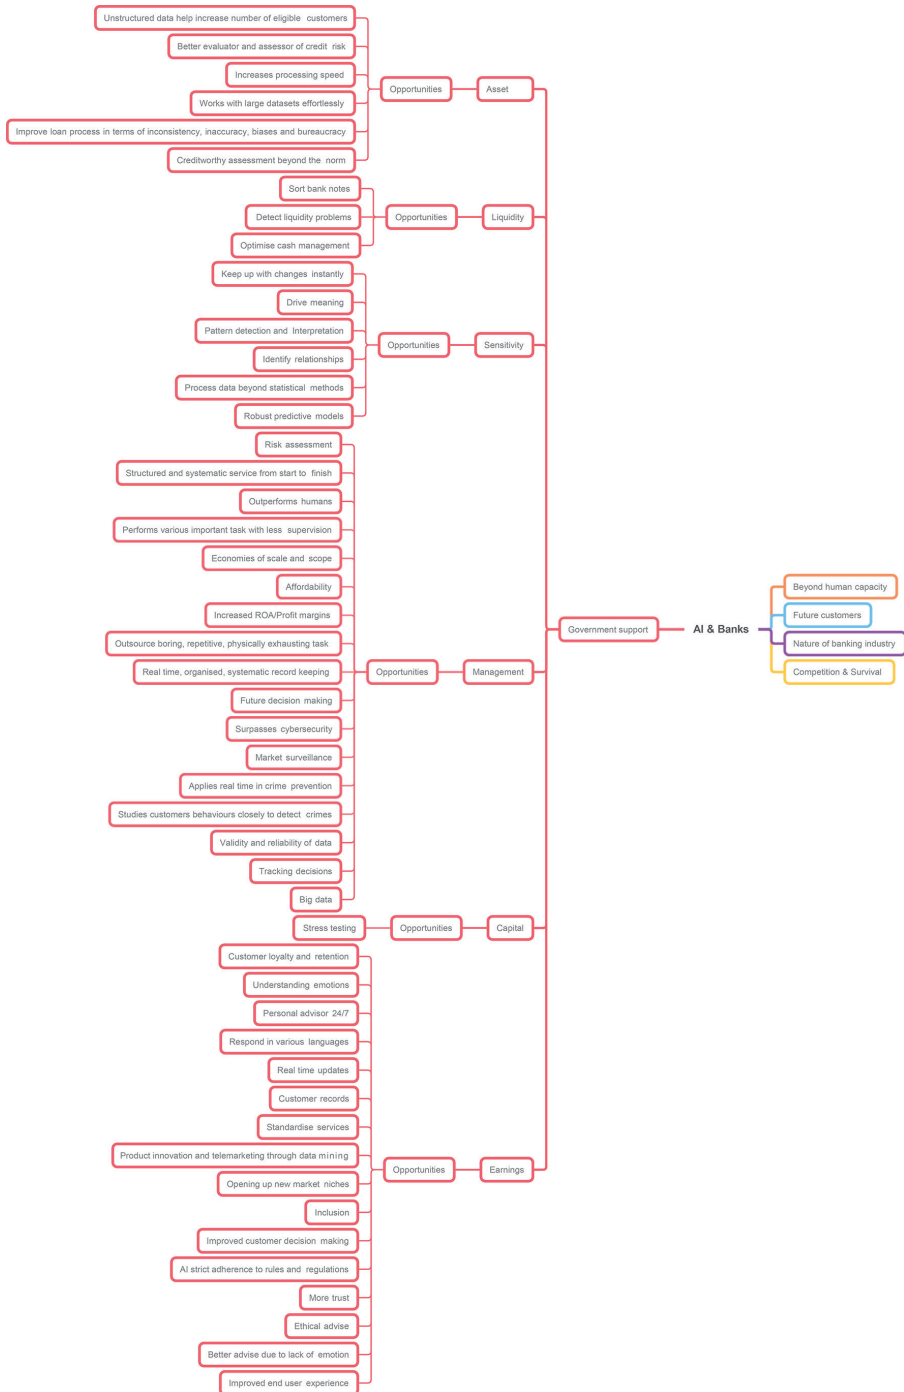 Unstructured data help increase number of eligible customers
Better evaluator and assessor of credit risk
Increases processing speed
Works with large datasets effortlessly
Improve loan process in terms of inconsistency, inaccuracy, biases and bureaucracy
Creditworthy assessment beyond the norm
Opportunities
Asset
Sort bank notes
Detect liquidity problems
Optimise cash management
Opportunities
Liquidity
Keep up with changes instantly
Drive meaning
Pattern detection and Interpretation
Identify relationships
Process data beyond statistical methods
Robust predictive models
Opportunities
Sensitivity
Risk assessment
Structured and systematic service from start to finish
Outperforms humans
Performs various important task with less supervision
Economies of scale and scope
Affordability
Increased ROA/Profit margins
Outsource boring, repetitive, physically exhausting task
Real time, organised, systematic record keeping
Future decision making
Surpasses cybersecurity
Market surveillance
Applies real time in crime prevention
Studies customers behaviours closely to detect crimes
Validity and reliability of data
Tracking decisions
Big data
Opportunities
Management
Stress testing
Opportunities
Capital
Customer loyalty and retention
Understanding emotions
Personal advisor 24/7
Respond in various languages
Real time updates
Customer records
Standardise services
Product innovation and telemarketing through data mining
Opening up new market niches
Inclusion
Improved customer decision making
AI strict adherence to rules and regulations
More trust
Ethical advise
Better advise due to lack of emotion
Improved end user experience
Opportunities
Earnings
Government support
AI & Banks
Beyond human capacity
Future customers
Nature of banking industry
Competition & Survival